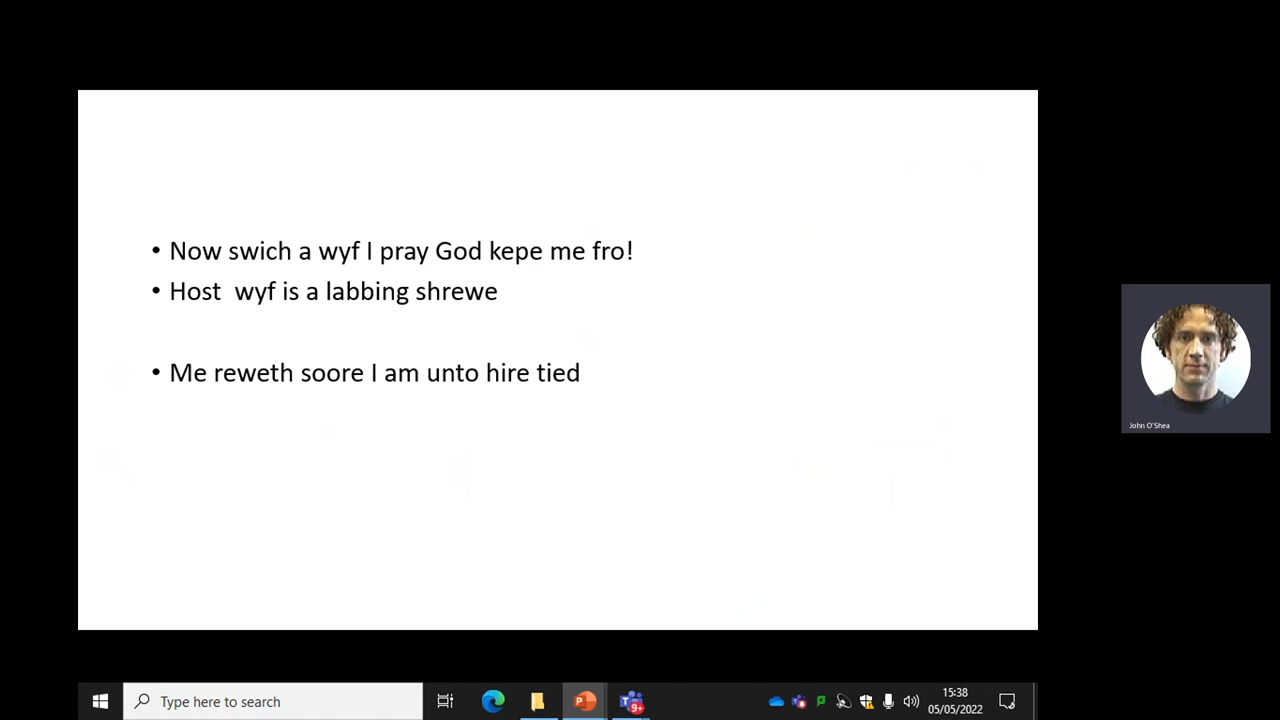 • Now swich a wyf I pray God kepe me fro!
• Host wyf is a labbing shrewe
• Me reweth soore I am unto hire tied
John O'Shea
Type here to search
9+
15:38
05/05/2022